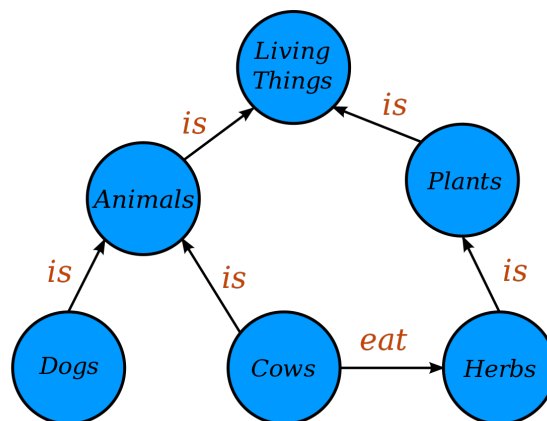 Living
Things
is
is
Animals
Plants
is
is
is
Dogs
Cows
eat
Herbs